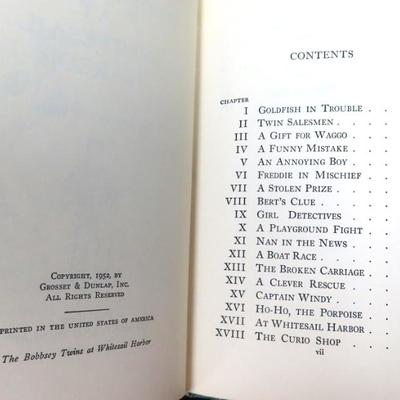 COPYRIGHT, 1952, BY
GROSSET & DUNLAP, INC.
ALL RIGHTS RESERVED
PRINTED IN THE UNITED STATES OF AMERICA
The Bobbsey Twins at Whitesail Harbor
CONTENTS
CHAPTER
I GOLDFISH IN TROUBLE . .
II TWIN SALESMEN . . . .
III A GIFT FOR WAGGO . . .
IV A FUNNY MISTAKE . . .
V AN ANNOYING BOY . . .
VI FREDDIE IN MISCHIEF . .
VII A STOLEN PRIZE . . . .
VIII BERT'S CLUE . . . . .
IX GIRL DETECTIVES . . .
X A PLAYGROUND FIGHT . .
XI NAN IN THE NEWS . . .
XII A BOAT RACE . . . . .
XIII THE BROKEN CARRIAGE . .
XIV A CLEVER RESCUE . . .
XV CAPTAIN WINDY . . . .
XVI HO-HO, THE PORPOISE . .
XVII AT WHITESAIL HARBOR . .
XVIII THE CURIO SHOP . . . .
vii